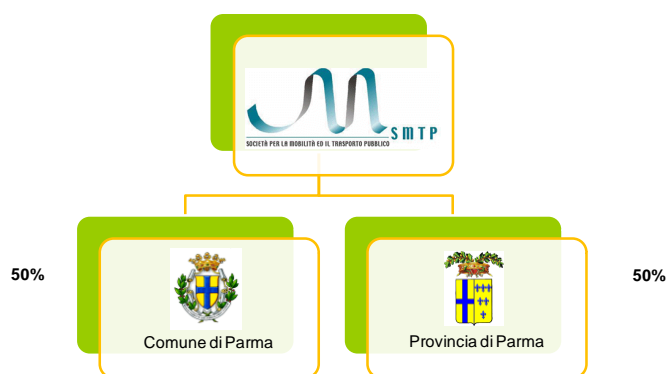 SMTP
SOCIETÀ PER LA MOBILITÀ ED IL TRASPORTO PUBBLICO
50%
Comune di Parma
Provincia di Parma
50%